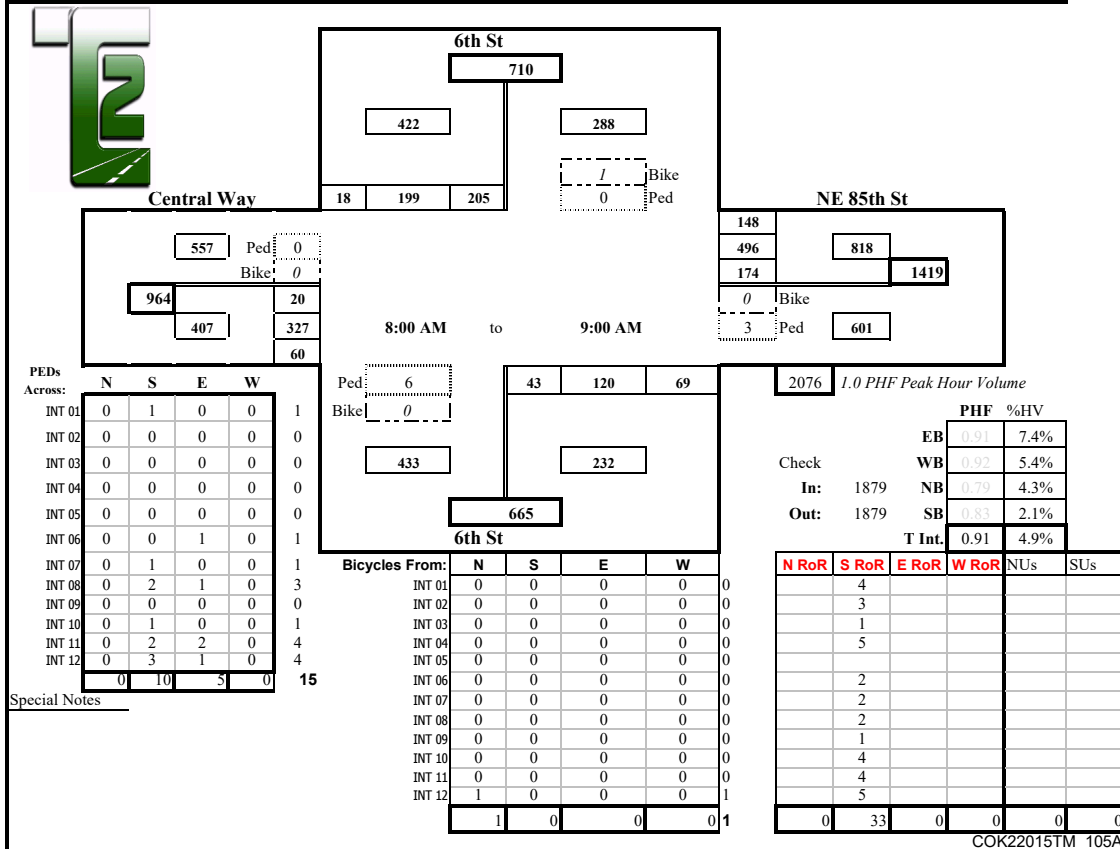 T2
6th St
710
422 288
1 Bike
Central Way 18 199 205 0 Ped NE 85th St
148
557 Ped 0 496 818
Bike 0 174 1419
964 20 0 Bike
407 327 8:00 AM to 9:00 AM 3 Ped 601
60
PEDs
Across: N S E W Ped 6 43 120 69 2076 1.0 PHF Peak Hour Volume
INT 01 0 1 0 0 1 Bike 0 PHF %HV
INT 02 0 0 0 0 0 EB 0.91 7.4%
INT 03 0 0 0 0 0 433 232 Check WB 0.92 5.4%
INT 04 0 0 0 0 0 In: 1879 NB 0.79 4.3%
INT 05 0 0 0 0 0 665 Out: 1879 SB 0.83 2.1%
INT 06 0 0 1 0 1 6th St T Int. 0.91 4.9%
INT 07 0 1 0 0 1 Bicycles From: N S E W N RoR S RoR E RoR W RoR NUs SUs
INT 08 0 2 1 0 3 INT 01 0 0 0 0 0 4
INT 09 0 0 0 0 0 INT 02 0 0 0 0 0 3
INT 10 0 1 0 0 1 INT 03 0 0 0 0 0 1
INT 11 0 2 2 0 4 INT 04 0 0 0 0 0 5
INT 12 0 3 1 0 4 INT 05 0 0 0 0 0
0 10 5 0 15 INT 06 0 0 0 0 0 2
Special Notes INT 07 0 0 0 0 0 2
INT 08 0 0 0 0 0 2
INT 09 0 0 0 0 0 1
INT 10 0 0 0 0 0 4
INT 11 0 0 0 0 0 4
INT 12 1 0 0 0 1 5
1 0 0 0 1 0 33 0 0 0 0
COK22015TM_105A